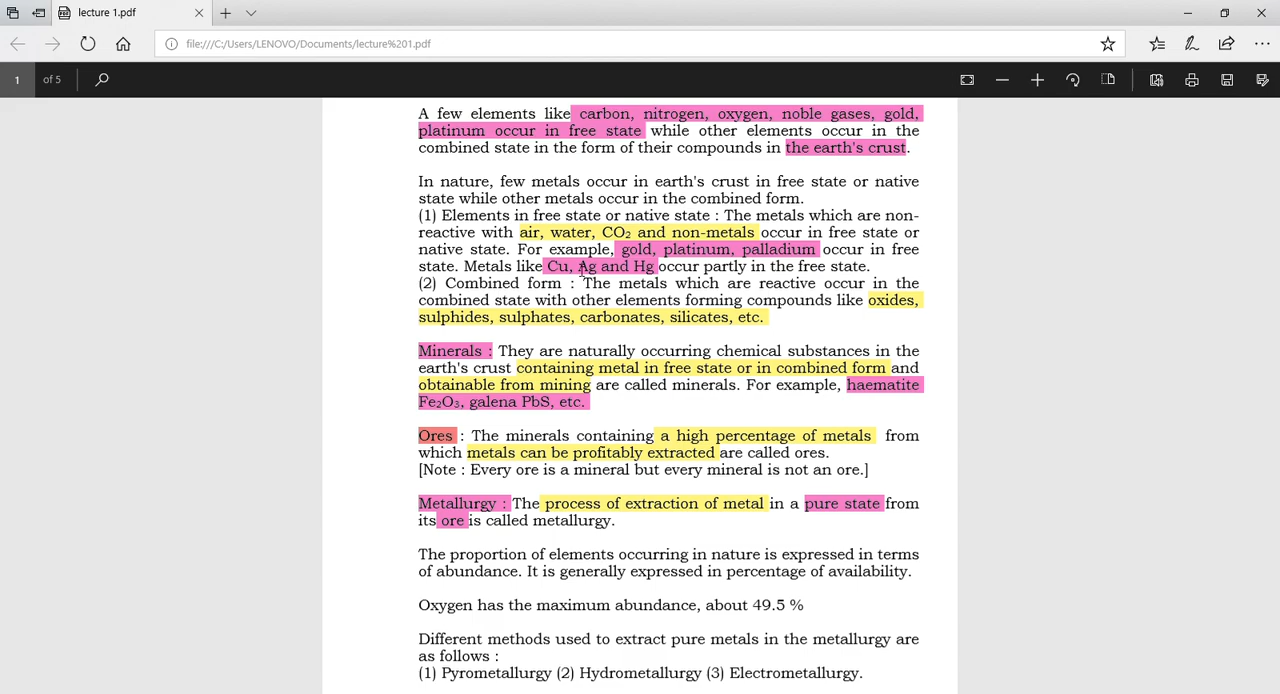 lecture 1.pdf
file:///C:/Users/LENOVO/Documents/lecture%201.pdf
1 of 5
A few elements like carbon, nitrogen, oxygen, noble gases, gold,
platinum occur in free state while other elements occur in the
combined state in the form of their compounds in the earth's crust.
In nature, few metals occur in earth's crust in free state or native
state while other metals occur in the combined form.
(1) Elements in free state or native state : The metals which are non-
reactive with air, water, CO₂ and non-metals occur in free state or
native state. For example, gold, platinum, palladium occur in free
state. Metals like Cu, Ag and Hg occur partly in the free state.
(2) Combined form : The metals which are reactive occur in the
combined state with other elements forming compounds like oxides,
sulphides, sulphates, carbonates, silicates, etc.
Minerals : They are naturally occurring chemical substances in the
earth's crust containing metal in free state or in combined form and
obtainable from mining are called minerals. For example, haematite
Fe₂O₃, galena PbS, etc.
Ores : The minerals containing a high percentage of metals from
which metals can be profitably extracted are called ores.
[Note : Every ore is a mineral but every mineral is not an ore.]
Metallurgy : The process of extraction of metal in a pure state from
its ore is called metallurgy.
The proportion of elements occurring in nature is expressed in terms
of abundance. It is generally expressed in percentage of availability.
Oxygen has the maximum abundance, about 49.5 %
Different methods used to extract pure metals in the metallurgy are
as follows :
(1) Pyrometallurgy (2) Hydrometallurgy (3) Electrometallurgy.